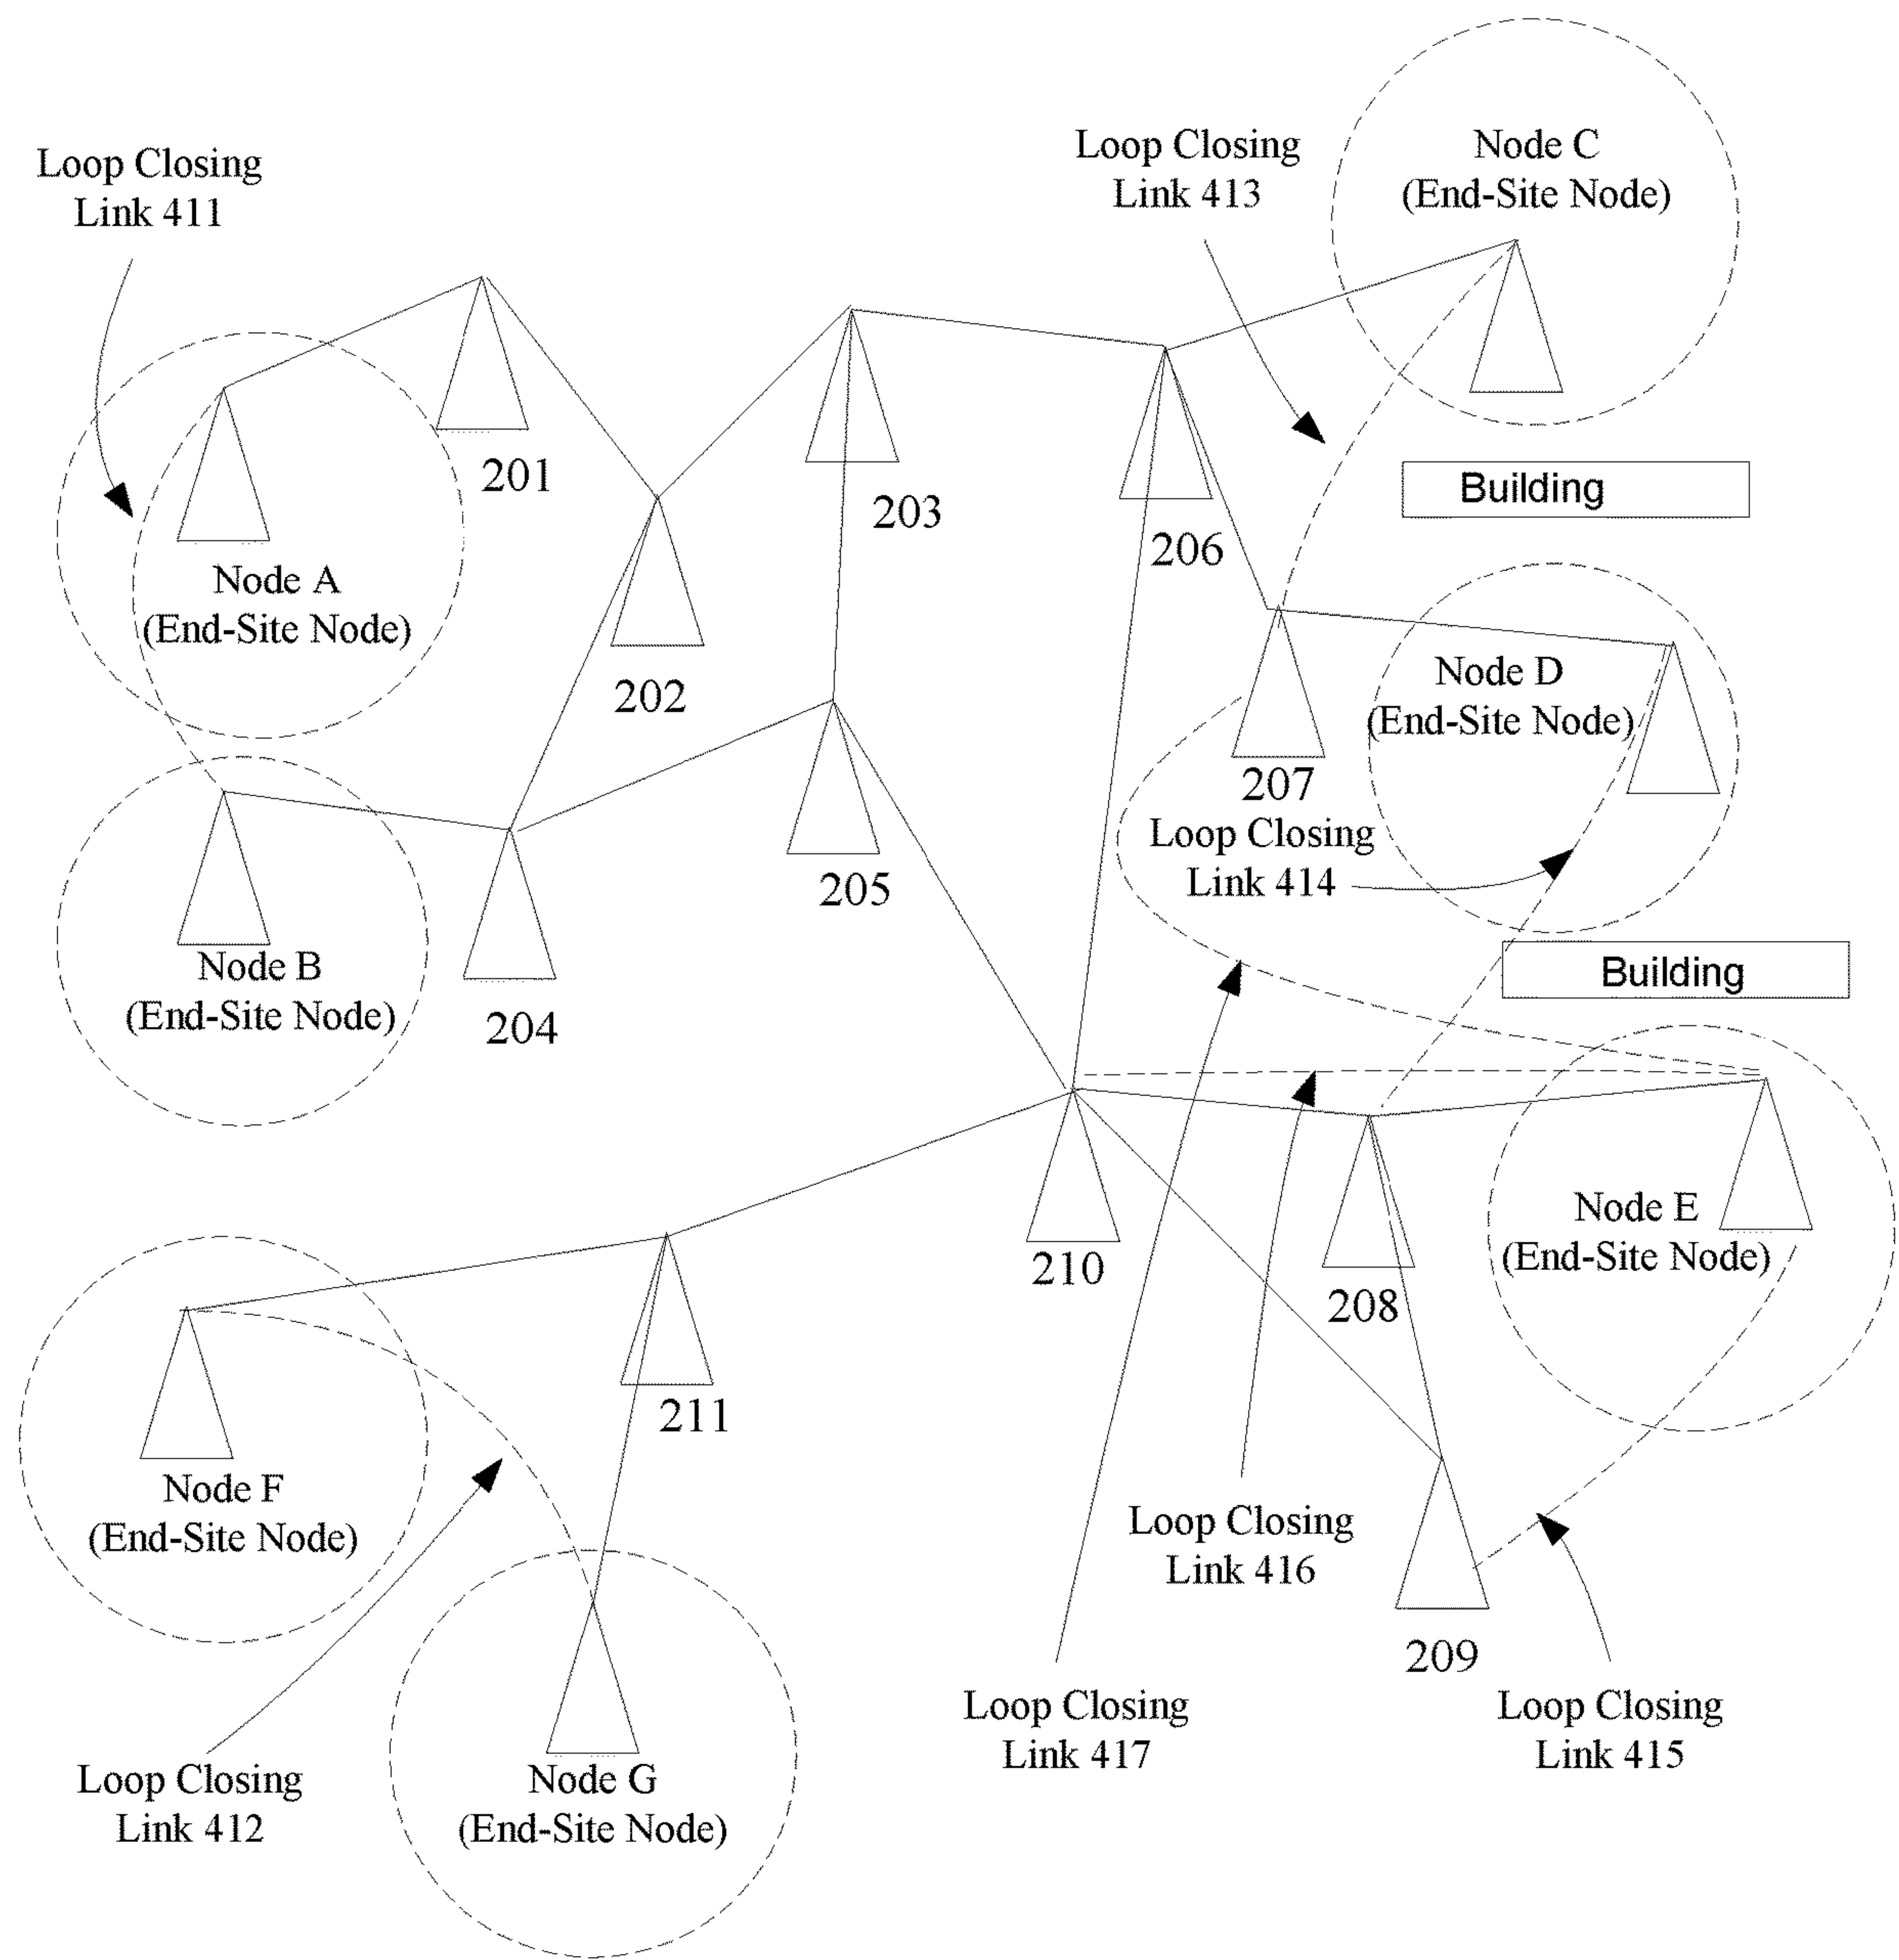 Loop Closing
Link 411
Loop Closing
Link 413
Node C
(End-Site Node)
201
203
206
Building
Node A
(End-Site Node)
202
Node D
(End-Site Node)
207
Loop Closing
Link 414
205
Node B
(End-Site Node)
204
Building
Node E
(End-Site Node)
210
208
211
Node F
(End-Site Node)
Loop Closing
Link 416
209
Loop Closing
Link 417
Loop Closing
Link 415
Loop Closing
Link 412
Node G
(End-Site Node)